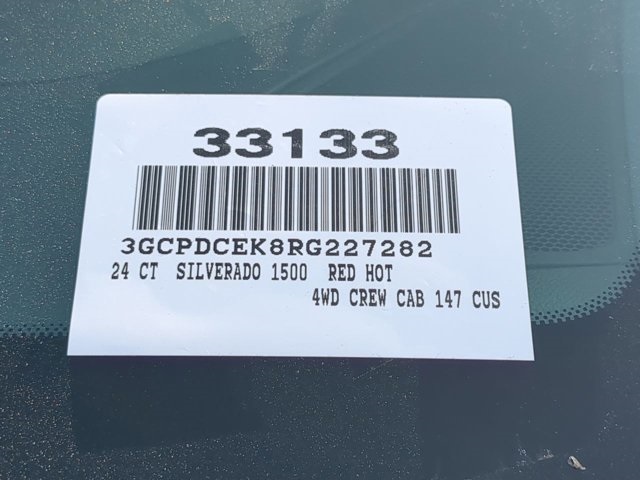 33133
3GCPDCEK8RG227282
24 CT SILVERADO 1500 RED HOT
4WD CREW CAB 147 CUS